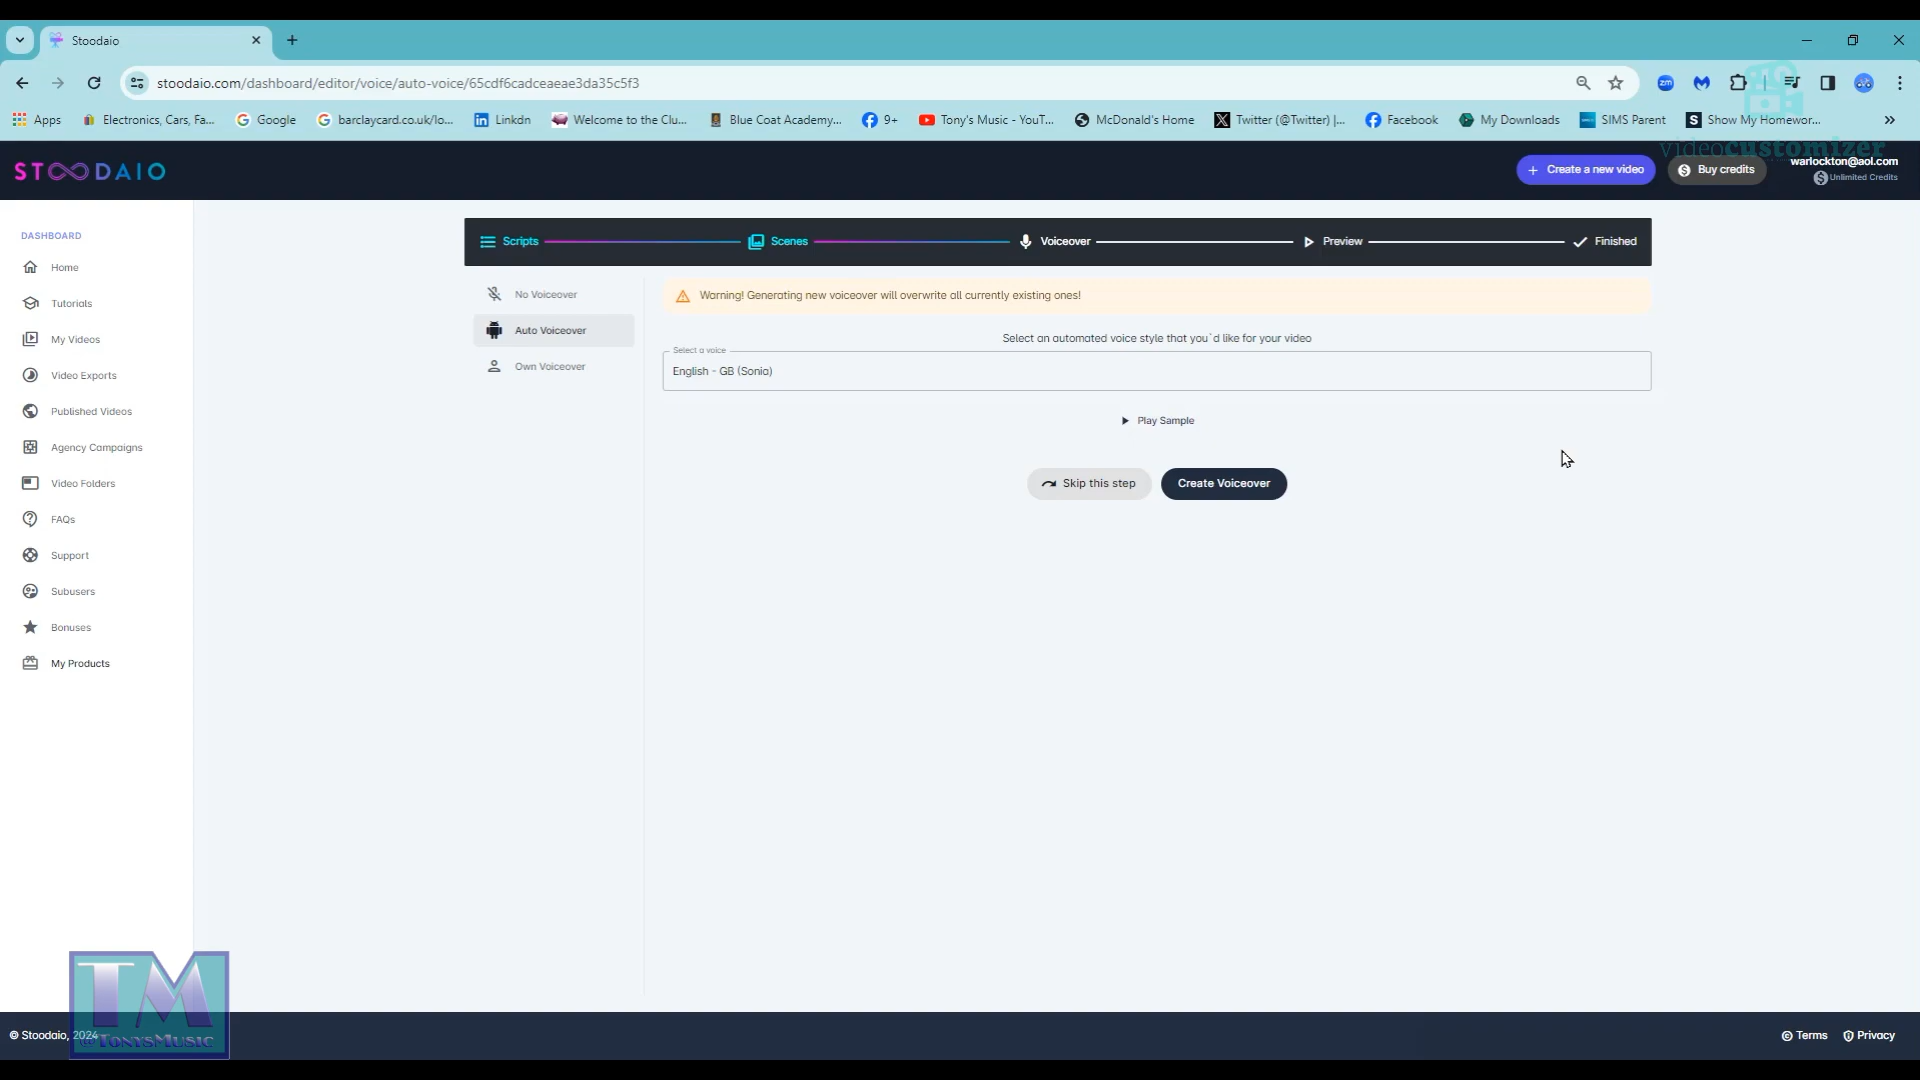 Stoodaio
stoodaio.com/dashboard/editor/voice/auto-voice/65cdf6cadceaeae3da35c5f3
zm
Apps
Electronics, Cars, Fa...
Google
barclaycard.co.uk/lo...
Linkdn
Welcome to the Clu...
Blue Coat Academy...
9+
Tony's Music - YouT...
McDonald's Home
Twitter (@Twitter) |...
Facebook
My Downloads
SIMS Parent
Show My Homewor...
videocustomizer
STOODAIO
Create a new video
Buy credits
warlockton@aol.com
Unlimited Credits
DASHBOARD
Home
Tutorials
My Videos
Video Exports
Published Videos
Agency Campaigns
Video Folders
FAQs
Support
Subusers
Bonuses
My Products
Scripts
Scenes
Voiceover
Preview
Finished
No Voiceover
Auto Voiceover
Own Voiceover
Warning! Generating new voiceover will overwrite all currently existing ones!
Select an automated voice style that you`d like for your video
Select a voice
English - GB (Sonia)
Play Sample
Skip this step
Create Voiceover
TM
@TonysMusic
© Stoodaio, 2024
Terms
Privacy